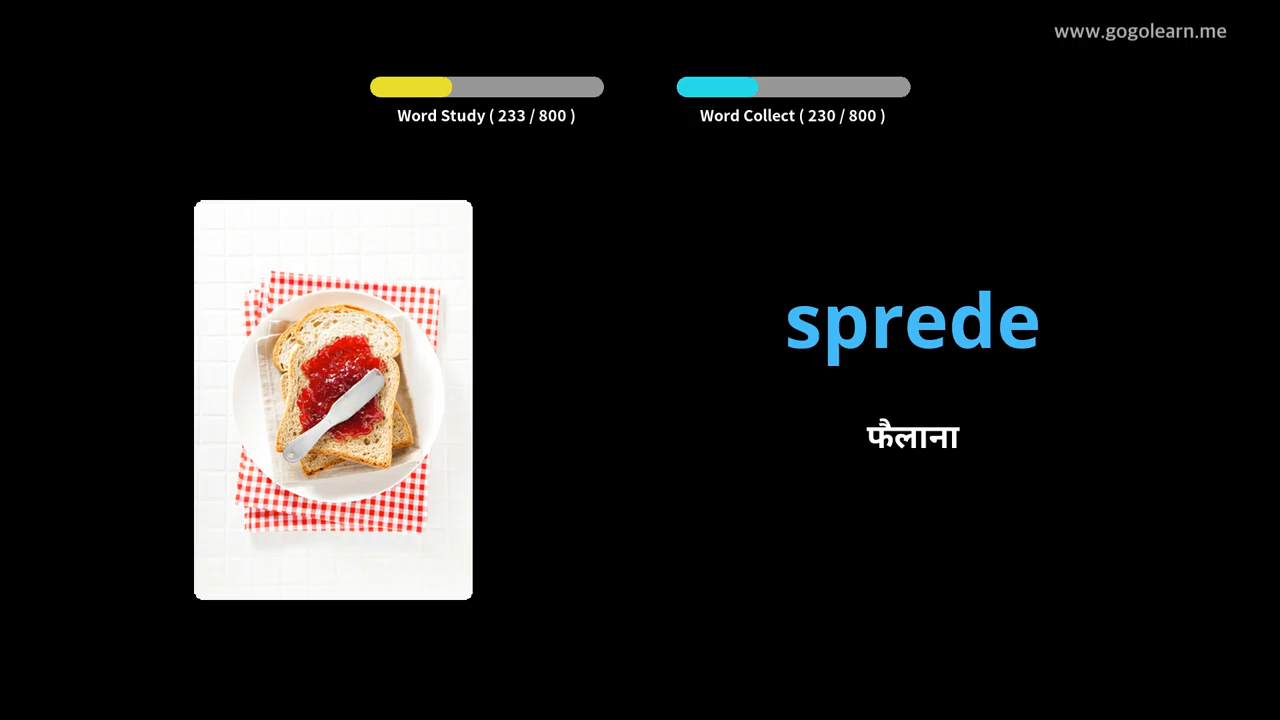 www.gogolearn.me
Word Study ( 233 / 800 )
Word Collect ( 230 / 800 )
sprede
फैलाना